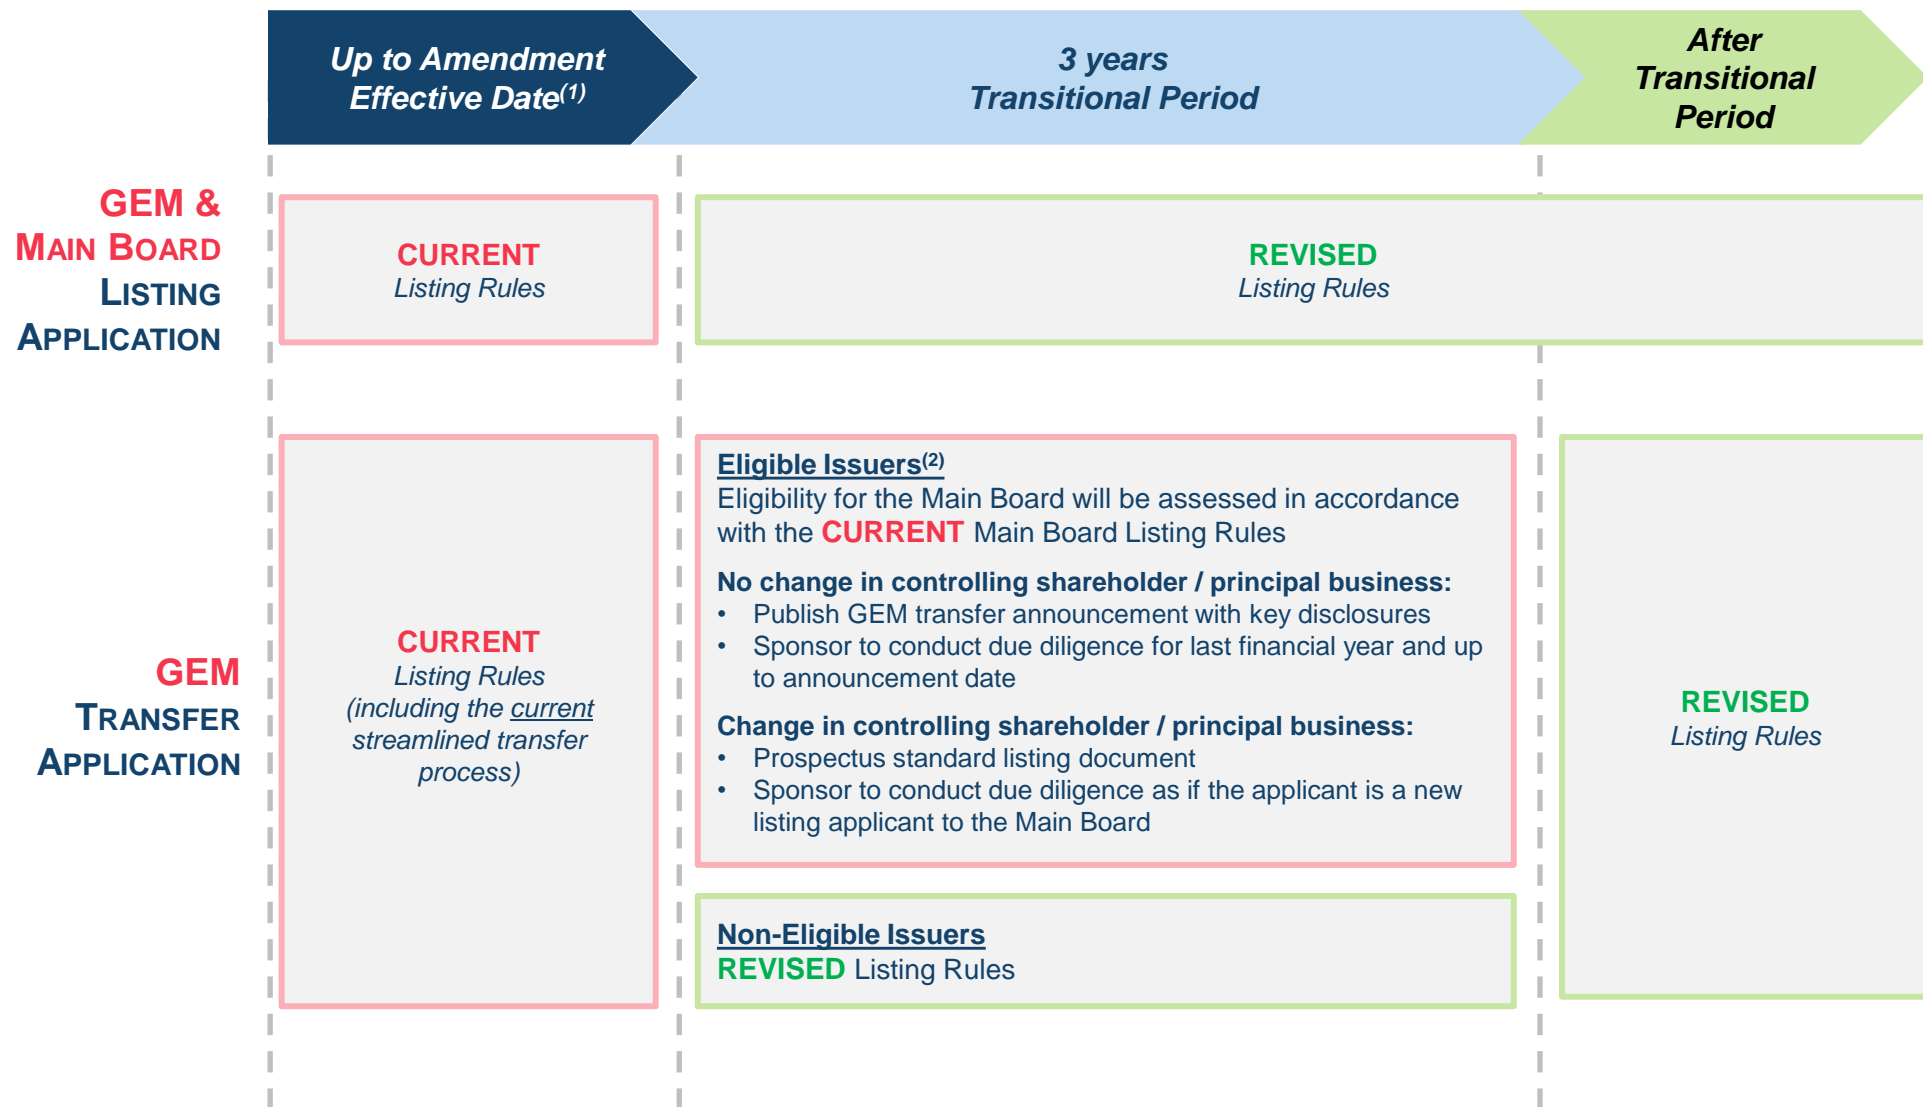 Up to Amendment
Effective Date(1)
3 years
Transitional Period
After
Transitional
Period
GEM &
MAIN BOARD
LISTING
APPLICATION
CURRENT
Listing Rules
REVISED
Listing Rules
GEM
TRANSFER
APPLICATION
CURRENT
Listing Rules
(including the current
streamlined transfer
process)
Eligible Issuers(2)
Eligibility for the Main Board will be assessed in accordance
with the CURRENT Main Board Listing Rules
No change in controlling shareholder / principal business:
• Publish GEM transfer announcement with key disclosures
• Sponsor to conduct due diligence for last financial year and up
to announcement date
Change in controlling shareholder / principal business:
• Prospectus standard listing document
• Sponsor to conduct due diligence as if the applicant is a new
listing applicant to the Main Board
Non-Eligible Issuers
REVISED Listing Rules
REVISED
Listing Rules